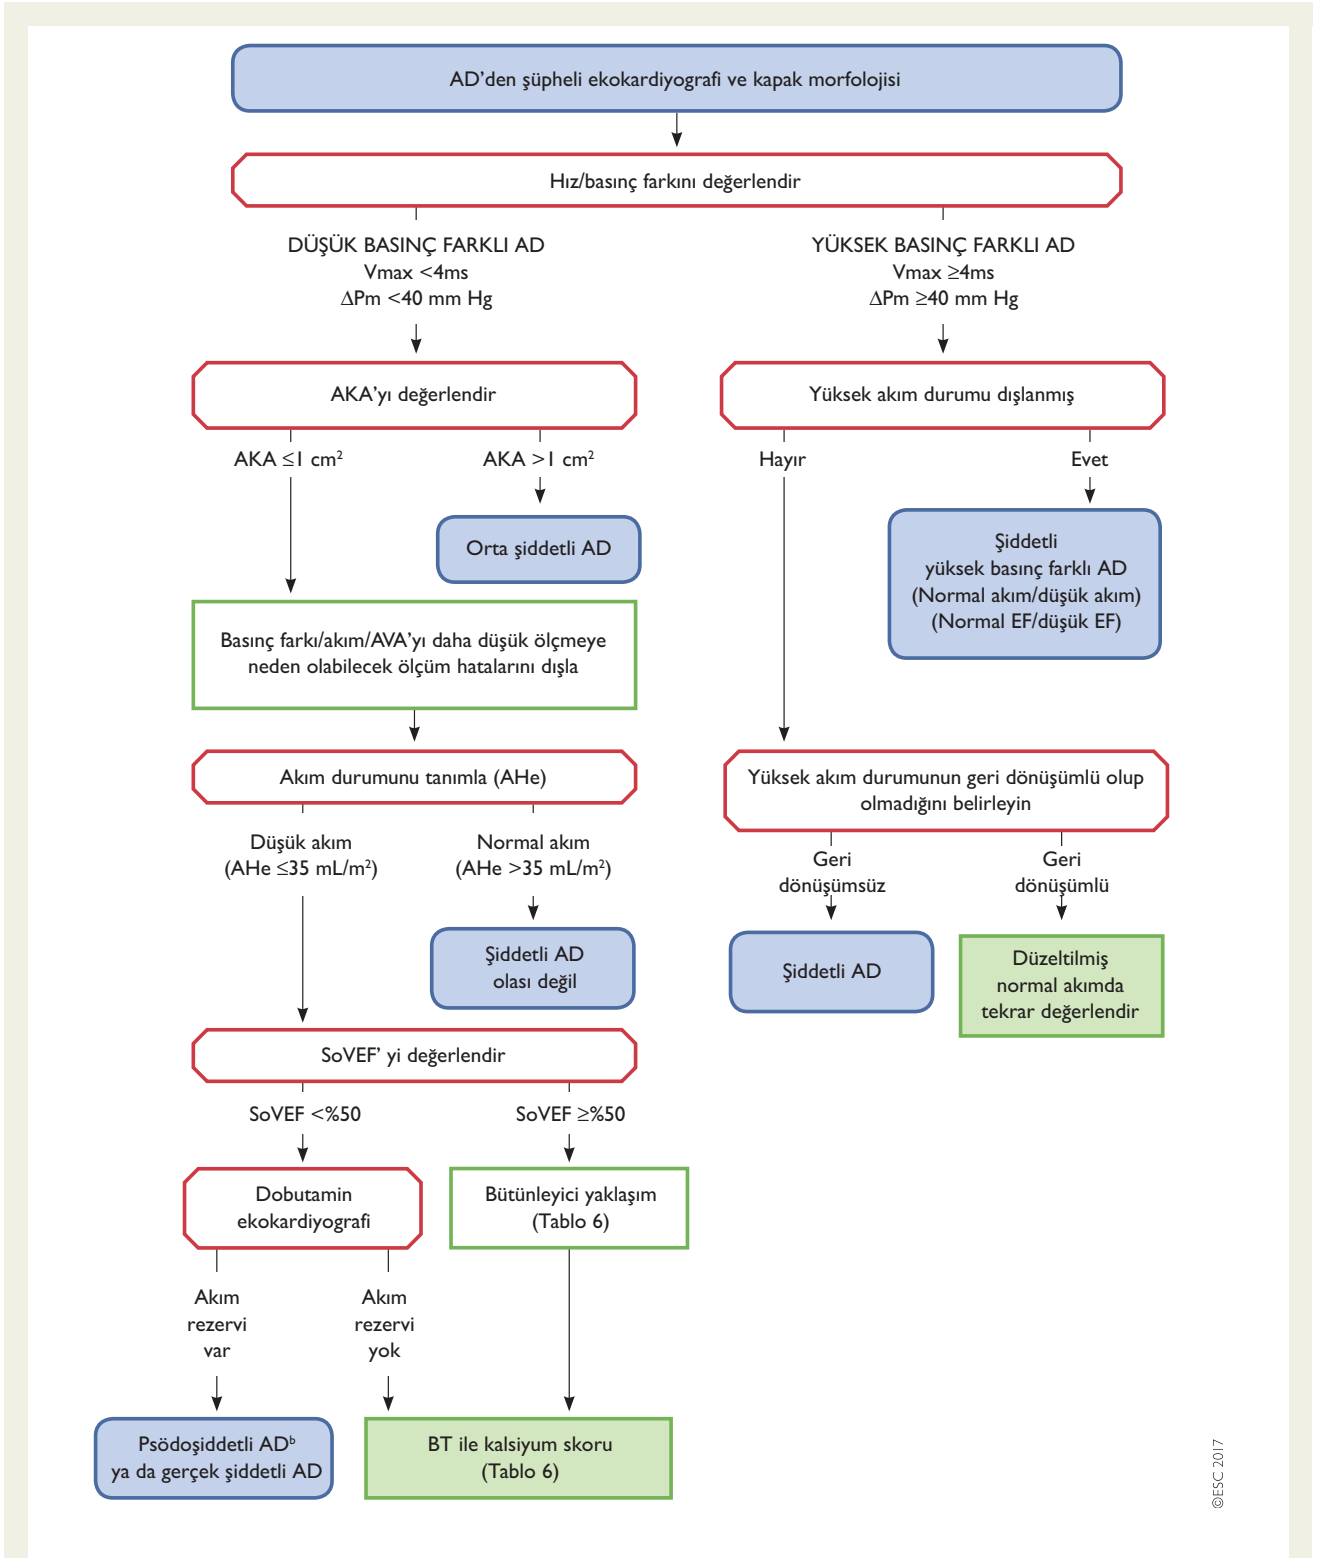 AD’den şüpheli ekokardiyografi ve kapak morfolojisi
Hız/basınç farkını değerlendir
DÜŞÜK BASINÇ FARKLI AD
Vmax <4ms
ΔPm <40 mm Hg
YÜKSEK BASINÇ FARKLI AD
Vmax ≥4ms
ΔPm ≥40 mm Hg
AKA’yı değerlendir
Yüksek akım durumu dışlanmış
AKA ≤1 cm²
AKA >1 cm²
Hayır
Evet
Orta şiddetli AD
Şiddetli
yüksek basınç farklı AD
(Normal akım/düşük akım)
(Normal EF/düşük EF)
Basınç farkı/akım/AVA’yı daha düşük ölçmeye
neden olabilecek ölçüm hatalarını dışla
Akım durumunu tanımla (AHe)
Yüksek akım durumunun geri dönüşümlü olup
olmadığını belirleyin
Düşük akım
(AHe ≤35 mL/m²)
Normal akım
(AHe >35 mL/m²)
Geri
dönüşümsüz
Geri
dönüşümlü
Şiddetli AD
olası değil
Şiddetli AD
Düzeltilmiş
normal akımda
tekrar değerlendir
SoVEF’ yi değerlendir
SoVEF <%50
SoVEF ≥%50
Dobutamin
ekokardiyografi
Bütünleyici yaklaşım
(Tablo 6)
Akım
rezervi
var
Akım
rezervi
yok
Psödoşiddetli ADᵇ
ya da gerçek şiddetli AD
BT ile kalsiyum skoru
(Tablo 6)
©ESC 2017